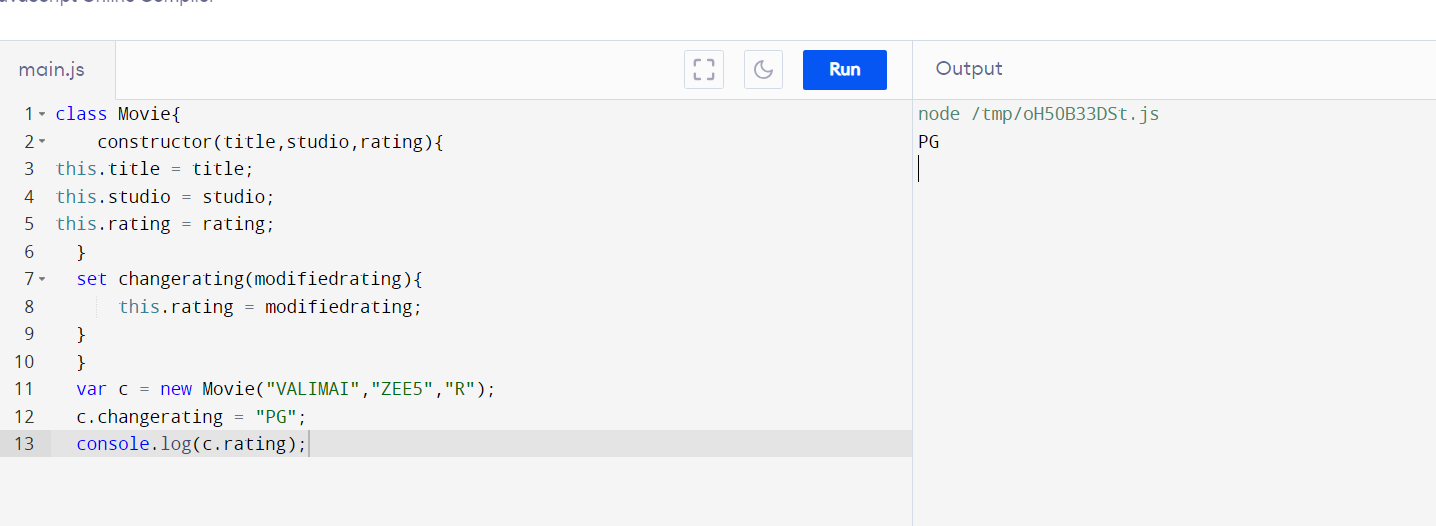 JavaScript Online Compiler
main.js
Run
Output
1 class Movie{
2 constructor(title,studio,rating){
3 this.title = title;
4 this.studio = studio;
5 this.rating = rating;
6 }
7 set changerating(modifiedrating){
8 this.rating = modifiedrating;
9 }
10 }
11 var c = new Movie("VALIMAI","ZEE5","R");
12 c.changerating = "PG";
13 console.log(c.rating);
node /tmp/oH5OB33DSt.js
PG